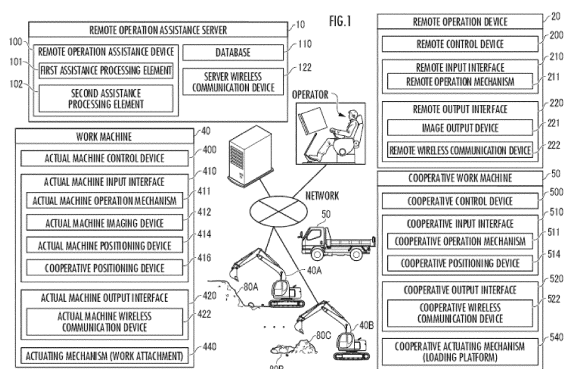 FIG.1
10
REMOTE OPERATION ASSISTANCE SERVER
100
REMOTE OPERATION ASSISTANCE DEVICE
101
FIRST ASSISTANCE PROCESSING ELEMENT
102
SECOND ASSISTANCE
PROCESSING ELEMENT
DATABASE
110
SERVER WIRELESS
COMMUNICATION DEVICE
122
OPERATOR
20
REMOTE OPERATION DEVICE
200
REMOTE CONTROL DEVICE
210
REMOTE INPUT INTERFACE
REMOTE OPERATION MECHANISM
211
220
REMOTE OUTPUT INTERFACE
IMAGE OUTPUT DEVICE
221
REMOTE WIRELESS COMMUNICATION DEVICE
222
WORK MACHINE
40
ACTUAL MACHINE CONTROL DEVICE
400
ACTUAL MACHINE INPUT INTERFACE
410
ACTUAL MACHINE OPERATION MECHANISM
411
ACTUAL MACHINE IMAGING DEVICE
412
ACTUAL MACHINE POSITIONING DEVICE
414
COOPERATIVE POSITIONING DEVICE
416
ACTUAL MACHINE OUTPUT INTERFACE
420
ACTUAL MACHINE WIRELESS
COMMUNICATION DEVICE
422
ACTUATING MECHANISM (WORK ATTACHMENT)
440
NETWORK
50
40A
80A
40B
80C
80B
COOPERATIVE WORK MACHINE
50
COOPERATIVE CONTROL DEVICE
500
COOPERATIVE INPUT INTERFACE
510
COOPERATIVE OPERATION MECHANISM
511
COOPERATIVE POSITIONING DEVICE
514
COOPERATIVE OUTPUT INTERFACE
520
COOPERATIVE WIRELESS
COMMUNICATION DEVICE
522
COOPERATIVE ACTUATING MECHANISM
(LOADING PLATFORM)
540